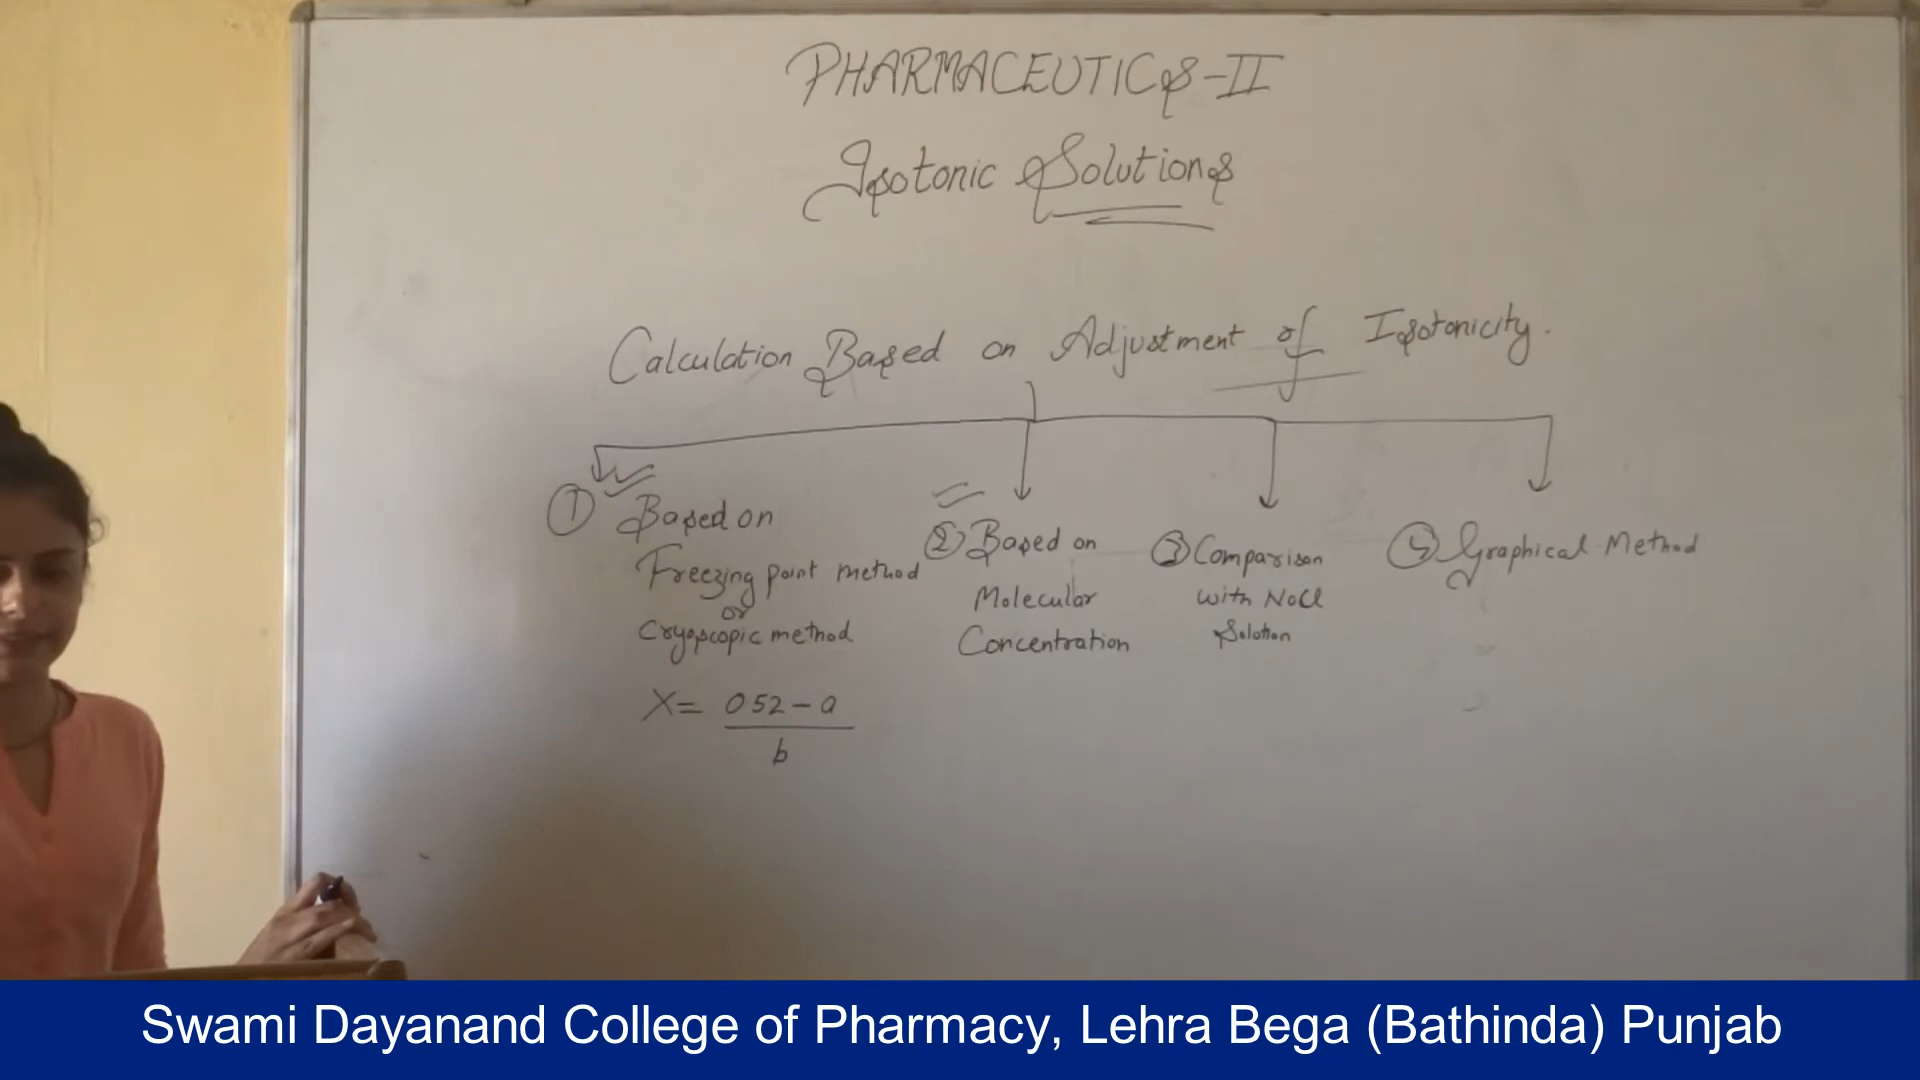 PHARMACEUTICS-II
Isotonic Solutions
Calculation Based on Adjustment of Isotonicity.
① Based on
Freezing point method
or
Cryoscopic method
X = 0.52 - a
b
② Based on
Molecular
Concentration
③ Comparison
with NaCl
Solution
④ Graphical Method
Swami Dayanand College of Pharmacy, Lehra Bega (Bathinda) Punjab